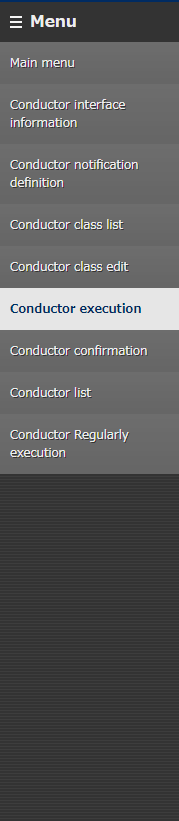 Menu
Main menu
Conductor interface
information
Conductor notification
definition
Conductor class list
Conductor class edit
Conductor execution
Conductor confirmation
Conductor list
Conductor Regularly
execution